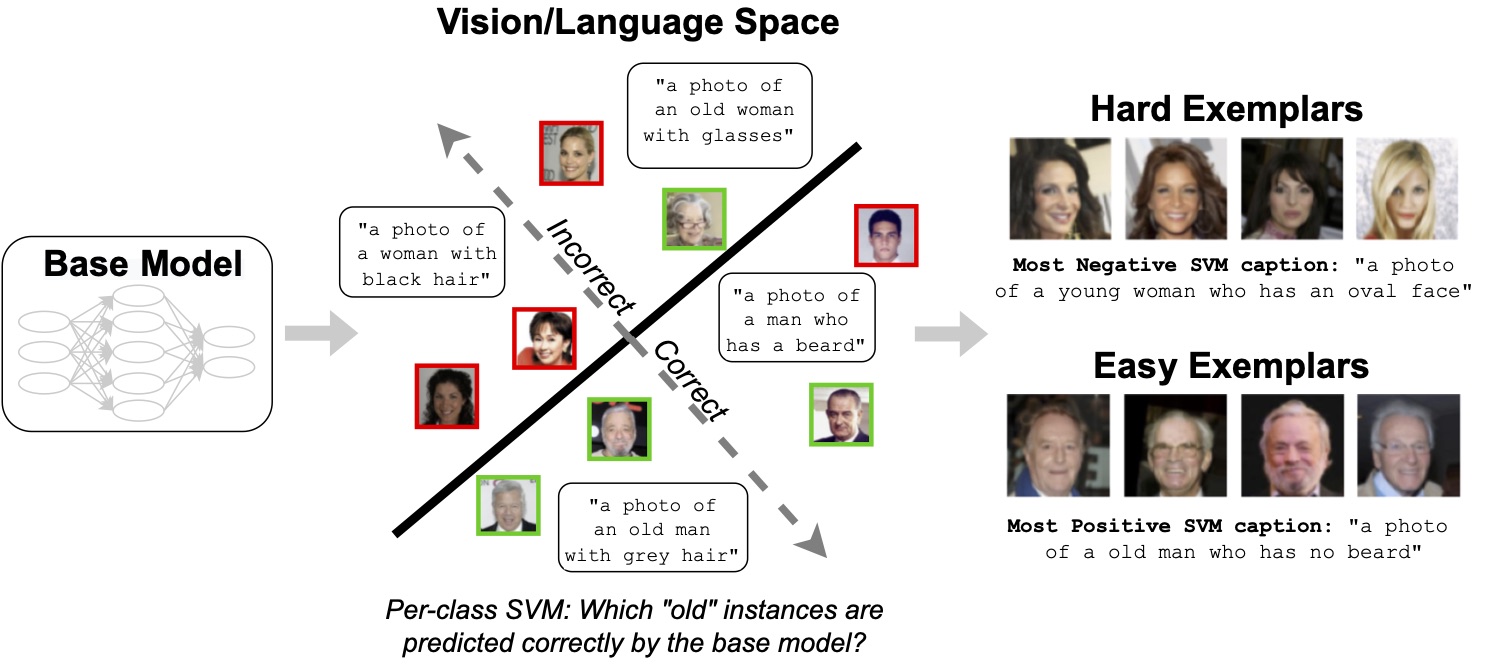 Vision/Language Space
"a photo of
an old woman
with glasses"
"a photo of
a woman with
black hair"
Base Model
Incorrect
Correct
"a photo of
a man who
has a beard"
"a photo of
an old man
with grey hair"
Per-class SVM: Which "old" instances are
predicted correctly by the base model?
Hard Exemplars
Most Negative SVM caption: "a photo
of a young woman who has an oval face"
Easy Exemplars
Most Positive SVM caption: "a photo
of a old man who has no beard"